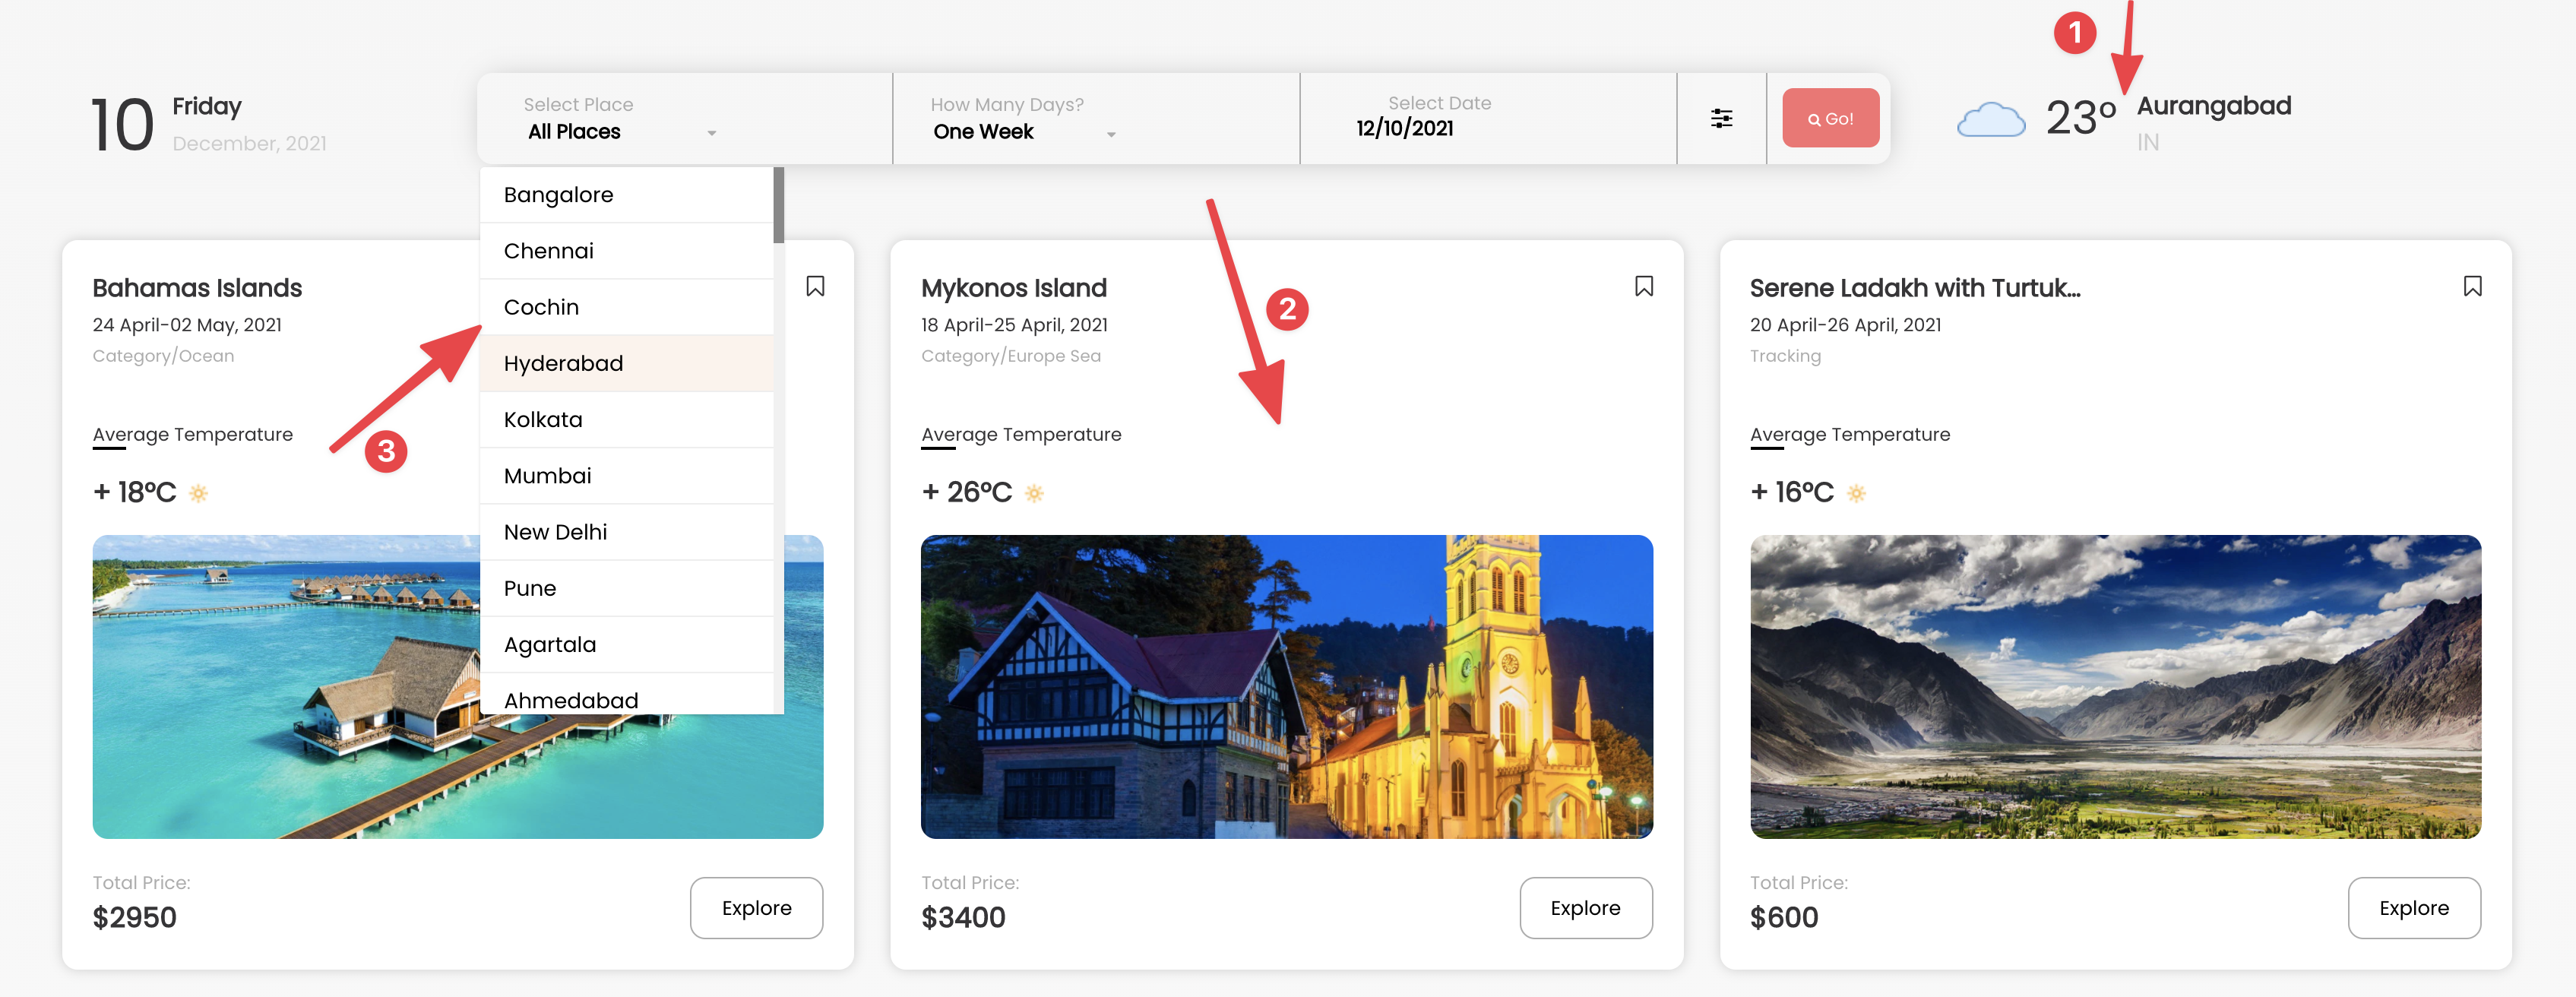 1
10
Friday
December, 2021
Select Place
All Places
How Many Days?
One Week
Select Date
12/10/2021
Go!
23°
Aurangabad
IN
Bangalore
Chennai
Cochin
Hyderabad
Kolkata
Mumbai
New Delhi
Pune
Agartala
Ahmedabad
Bahamas Islands
24 April-02 May, 2021
Category/Ocean
3
Average Temperature
+ 18°C
Total Price:
$2950
Explore
Mykonos Island
18 April-25 April, 2021
Category/Europe Sea
2
Average Temperature
+ 26°C
Total Price:
$3400
Explore
Serene Ladakh with Turtuk...
20 April-26 April, 2021
Tracking
Average Temperature
+ 16°C
Total Price:
$600
Explore